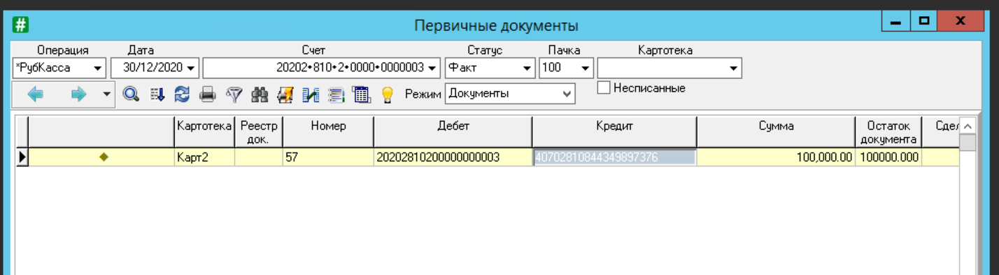 Первичные документы
Операция Дата Счет Статус Пачка Картотека
*РубКасса 30/12/2020 20202•810•2•0000•0000003 Факт 100
Режим Документы Несписанные
Картотека Реестр док. Номер Дебет Кредит Сумма Остаток документа Сдел
Карт2 57 20202810200000000003 40702810844349897376 100,000.00 100000.000